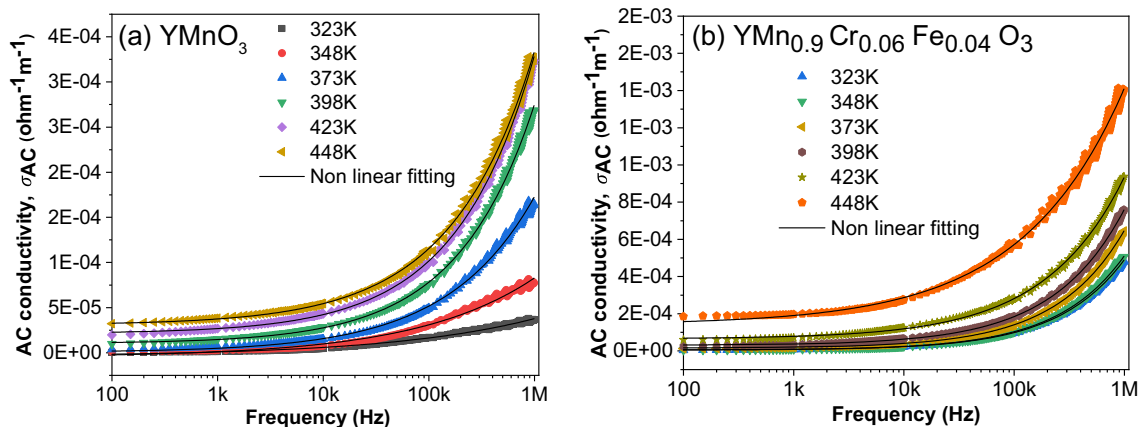 (a) YMnO₃
323K
348K
373K
398K
423K
448K
Non linear fitting
4E-04
3E-04
3E-04
2E-04
2E-04
1E-04
5E-05
0E+00
AC conductivity, σAC (ohm⁻¹m⁻¹)
100
1k
10k
100k
1M
Frequency (Hz)
(b) YMn₀.₉ Cr₀.₀₆ Fe₀.₀₄ O₃
323K
348K
373K
398K
423K
448K
Non linear fitting
2E-03
2E-03
1E-03
1E-03
1E-03
8E-04
6E-04
4E-04
2E-04
0E+00
AC conductivity, σAC (ohm⁻¹m⁻¹)
100
1k
10k
100k
1M
Frequency (Hz)